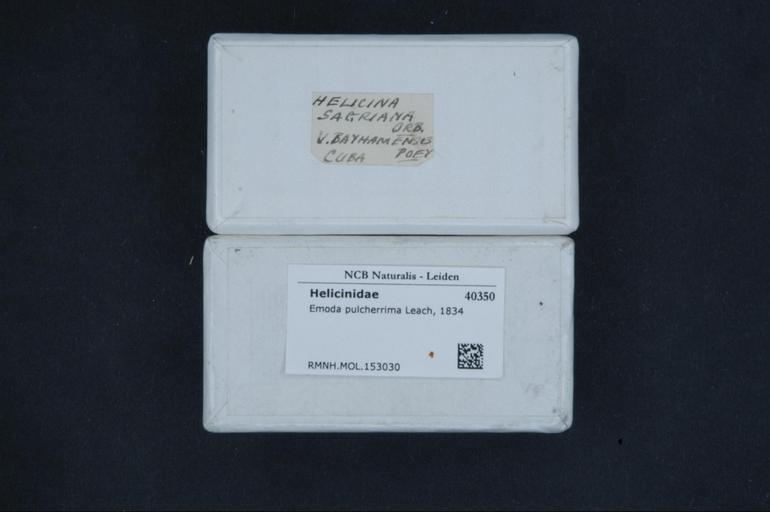 HELICINA
SAGRIANA
ORB.
V. BAYHAMENSIS
CUBA POEY
NCB Naturalis - Leiden
Helicinidae 40350
Emoda pulcherrima Leach, 1834
RMNH.MOL.153030